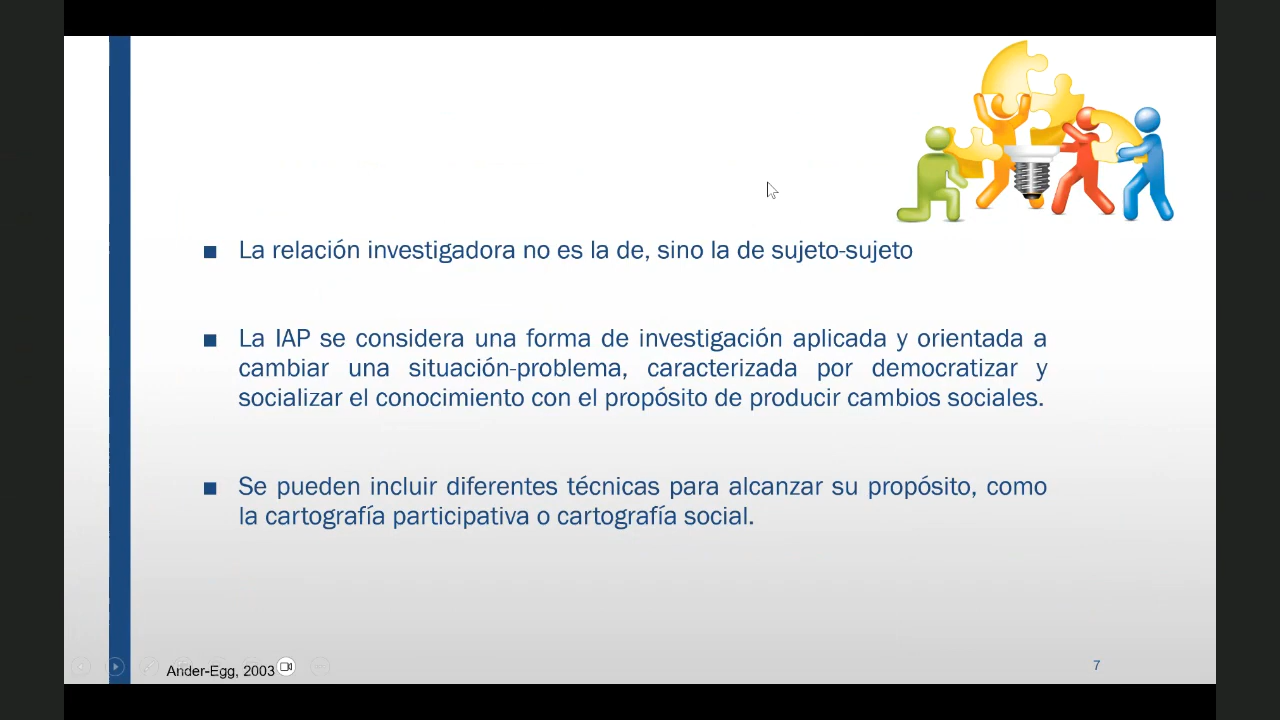 ■ La relación investigadora no es la de, sino la de sujeto-sujeto
■ La IAP se considera una forma de investigación aplicada y orientada a
cambiar una situación-problema, caracterizada por democratizar y
socializar el conocimiento con el propósito de producir cambios sociales.
■ Se pueden incluir diferentes técnicas para alcanzar su propósito, como
la cartografía participativa o cartografía social.
Ander-Egg, 2003
7